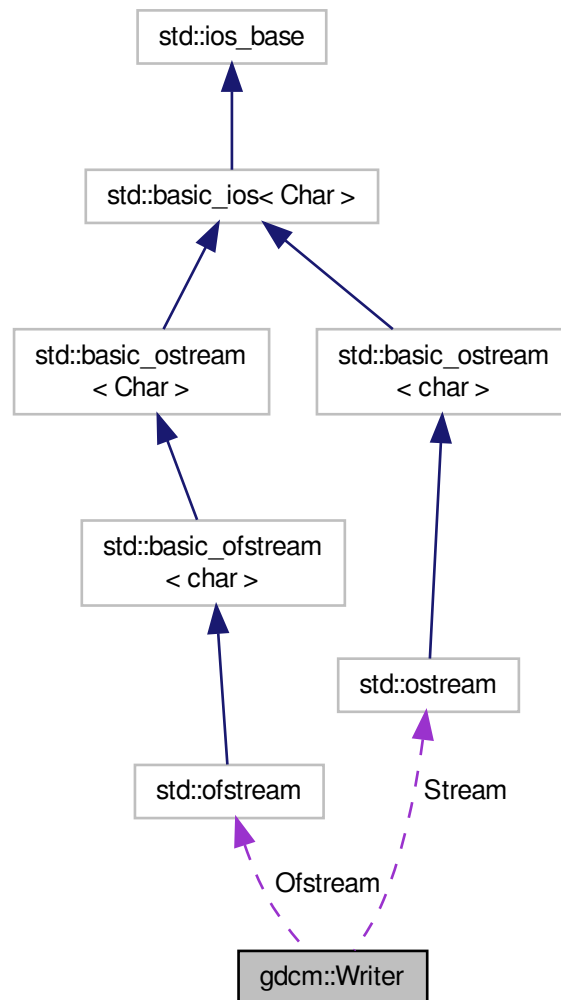 std::ios_base
std::basic_ios< Char >
std::basic_ostream
< Char >
std::basic_ostream
< char >
std::basic_ofstream
< char >
std::ostream
std::ofstream
Stream
Ofstream
gdcm::Writer